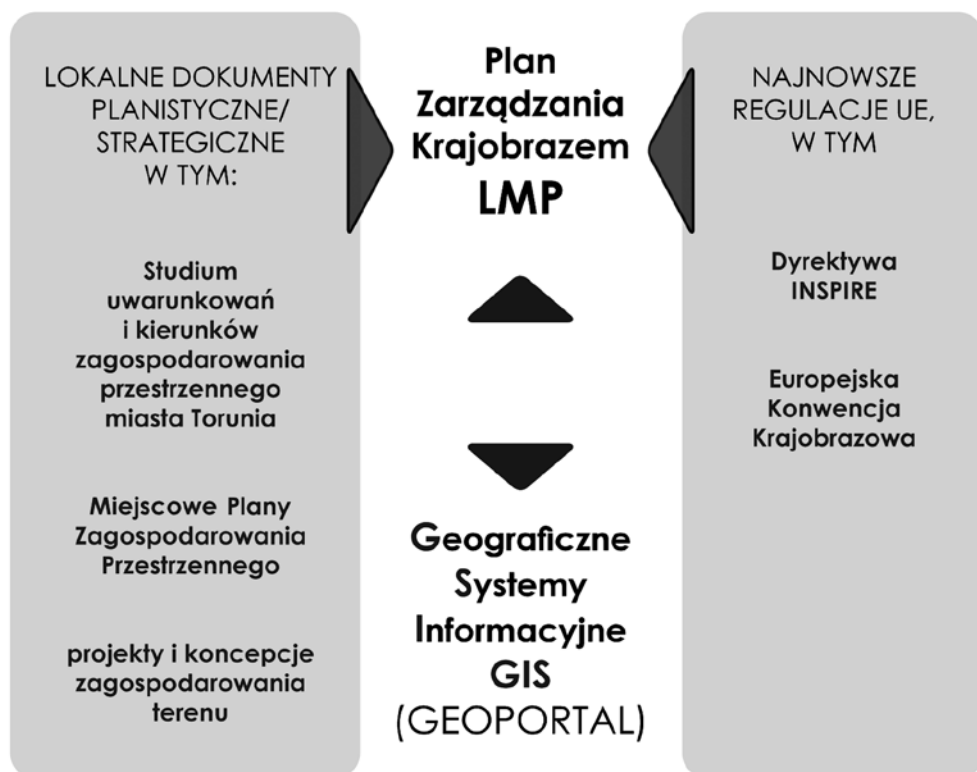 LOKALNE DOKUMENTY
PLANISTYCZNE/
STRATEGICZNE
W TYM:
Studium
uwarunkowań
i kierunków
zagospodarowania
przestrzennego
miasta Torunia
Miejscowe Plany
Zagospodarowania
Przestrzennego
projekty i koncepcje
zagospodarowania
terenu
Plan
Zarządzania
Krajobrazem
LMP
Geograficzne
Systemy
Informacyjne
GIS
(GEOPORTAL)
NAJNOWSZE
REGULACJE UE,
W TYM
Dyrektywa
INSPIRE
Europejska
Konwencja
Krajobrazowa